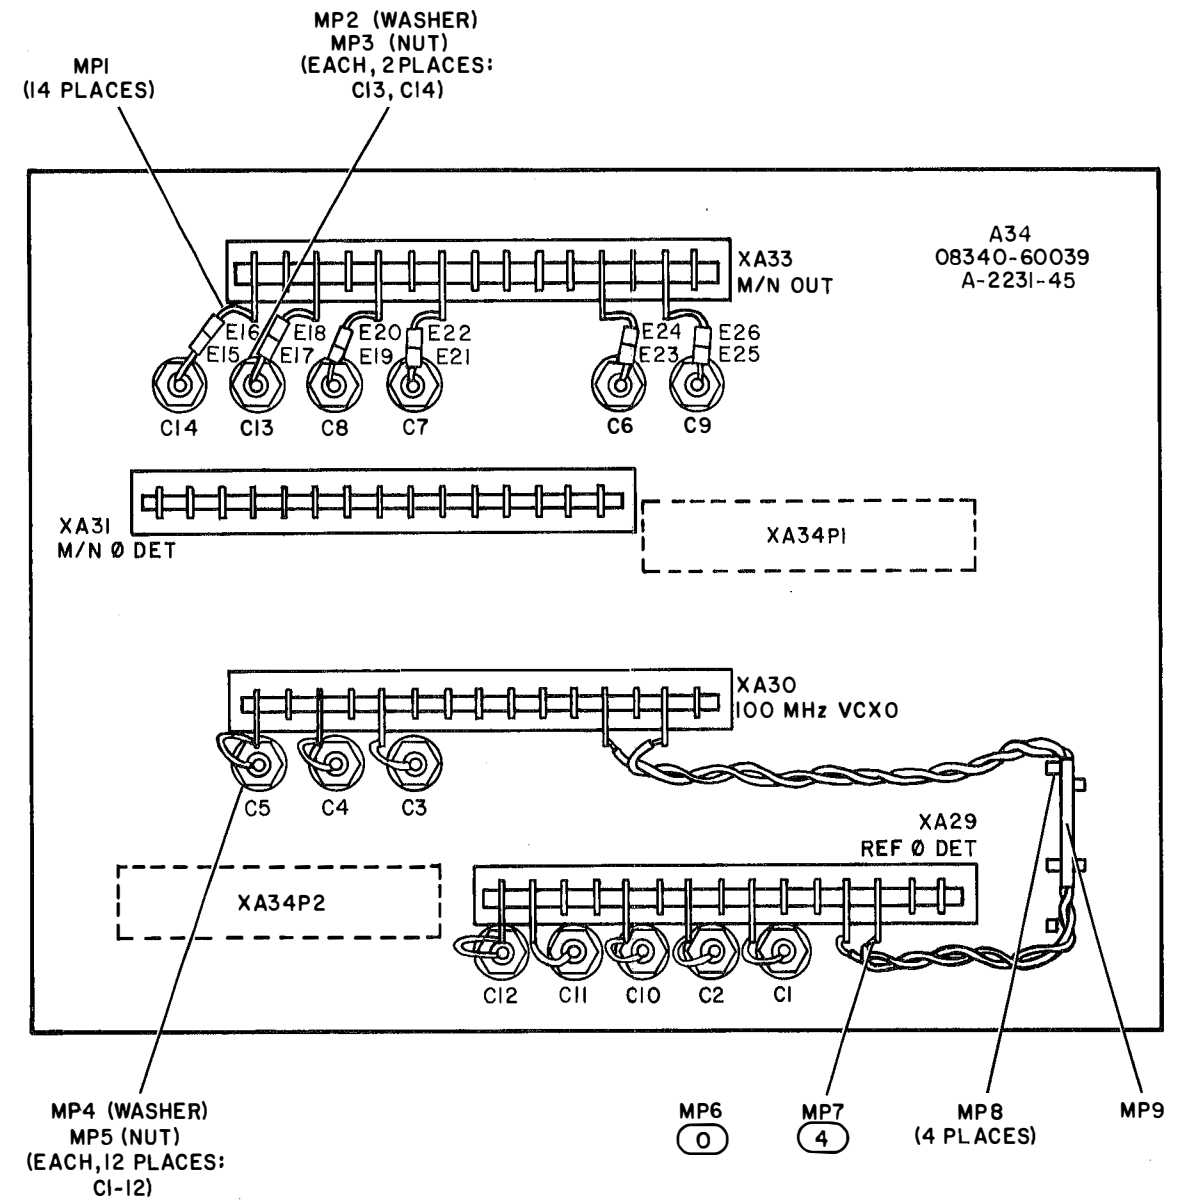 MP2 (WASHER)
MP3 (NUT)
(EACH, 2 PLACES:
C13, C14)
MP1
(14 PLACES)
A34
08340-60039
A-2231-45
XA33
M/N OUT
E16 E18 E20 E22 E24 E26
E15 E17 E19 E21 E23 E25
C14 C13 C8 C7 C6 C9
XA31
M/N Ø DET
XA34P1
XA30
100 MHz VCXO
C5 C4 C3
XA29
REF Ø DET
XA34P2
C12 C11 C10 C2 C1
MP4 (WASHER)
MP5 (NUT)
(EACH, 12 PLACES:
C1-12)
MP6
0
MP7
4
MP8
(4 PLACES)
MP9